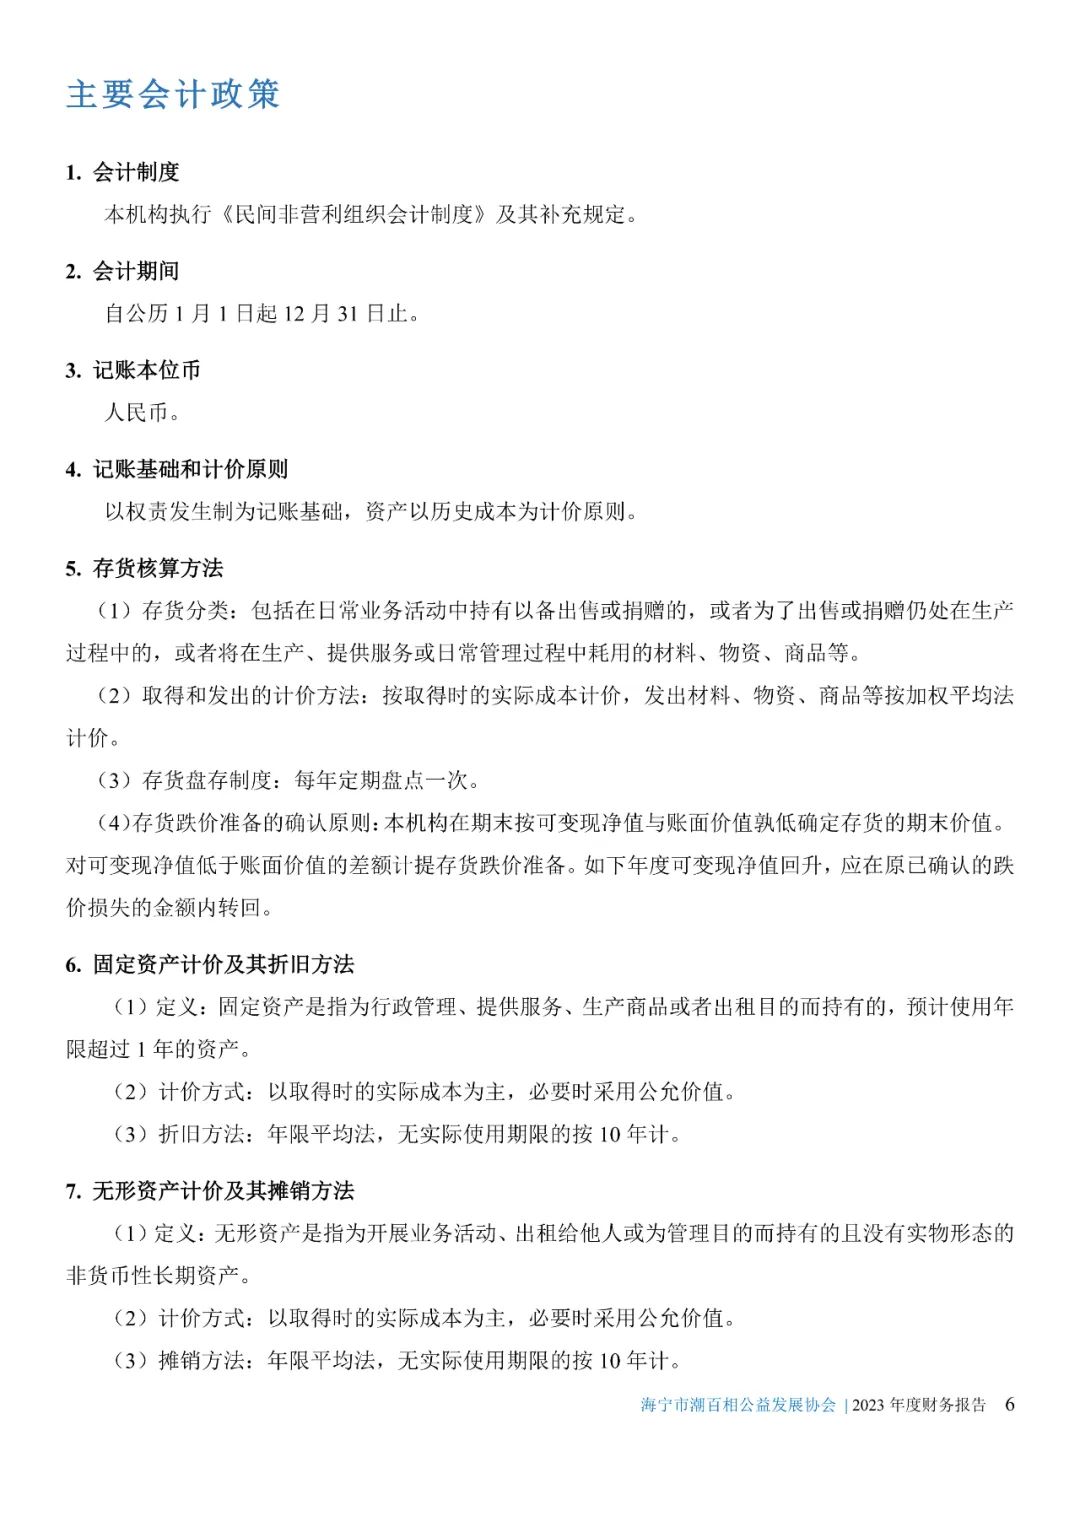 主要会计政策
1. 会计制度
本机构执行《民间非营利组织会计制度》及其补充规定。
2. 会计期间
自公历 1 月 1 日起 12 月 31 日止。
3. 记账本位币
人民币。
4. 记账基础和计价原则
以权责发生制为记账基础，资产以历史成本为计价原则。
5. 存货核算方法
（1）存货分类：包括在日常业务活动中持有以备出售或捐赠的，或者为了出售或捐赠仍处在生产
过程中的，或者将在生产、提供服务或日常管理过程中耗用的材料、物资、商品等。
（2）取得和发出的计价方法：按取得时的实际成本计价，发出材料、物资、商品等按加权平均法
计价。
（3）存货盘存制度：每年定期盘点一次。
（4）存货跌价准备的确认原则：本机构在期末按可变现净值与账面价值孰低确定存货的期末价值。
对可变现净值低于账面价值的差额计提存货跌价准备。如下年度可变现净值回升，应在原已确认的跌
价损失的金额内转回。
6. 固定资产计价及其折旧方法
（1）定义：固定资产是指为行政管理、提供服务、生产商品或者出租目的而持有的，预计使用年
限超过 1 年的资产。
（2）计价方式：以取得时的实际成本为主，必要时采用公允价值。
（3）折旧方法：年限平均法，无实际使用期限的按 10 年计。
7. 无形资产计价及其摊销方法
（1）定义：无形资产是指为开展业务活动、出租给他人或为管理目的而持有的且没有实物形态的
非货币性长期资产。
（2）计价方式：以取得时的实际成本为主，必要时采用公允价值。
（3）摊销方法：年限平均法，无实际使用期限的按 10 年计。
海宁市潮百相公益发展协会 | 2023 年度财务报告 6